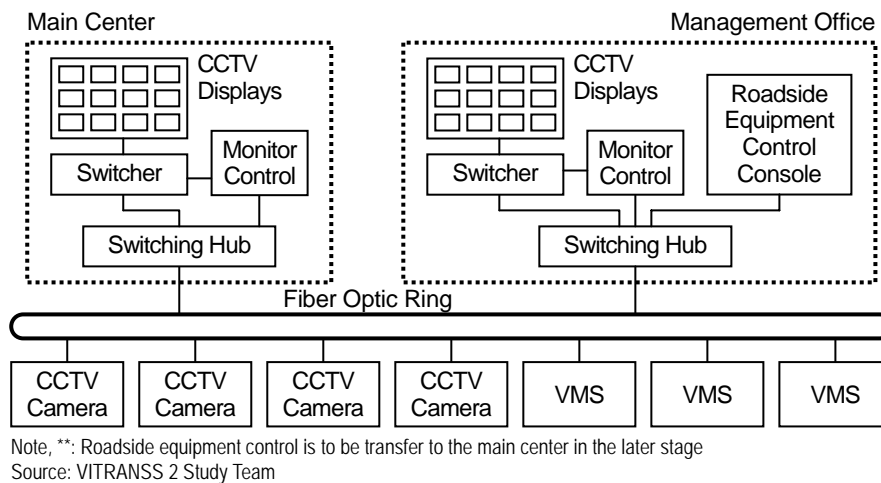 Main Center
Management Office
CCTV
Displays
Switcher
Monitor
Control
Switching Hub
CCTV
Displays
Switcher
Monitor
Control
Roadside
Equipment
Control
Console
Switching Hub
Fiber Optic Ring
CCTV
Camera
CCTV
Camera
CCTV
Camera
CCTV
Camera
VMS
VMS
VMS
Note, **: Roadside equipment control is to be transfer to the main center in the later stage
Source: VITRANSS 2 Study Team